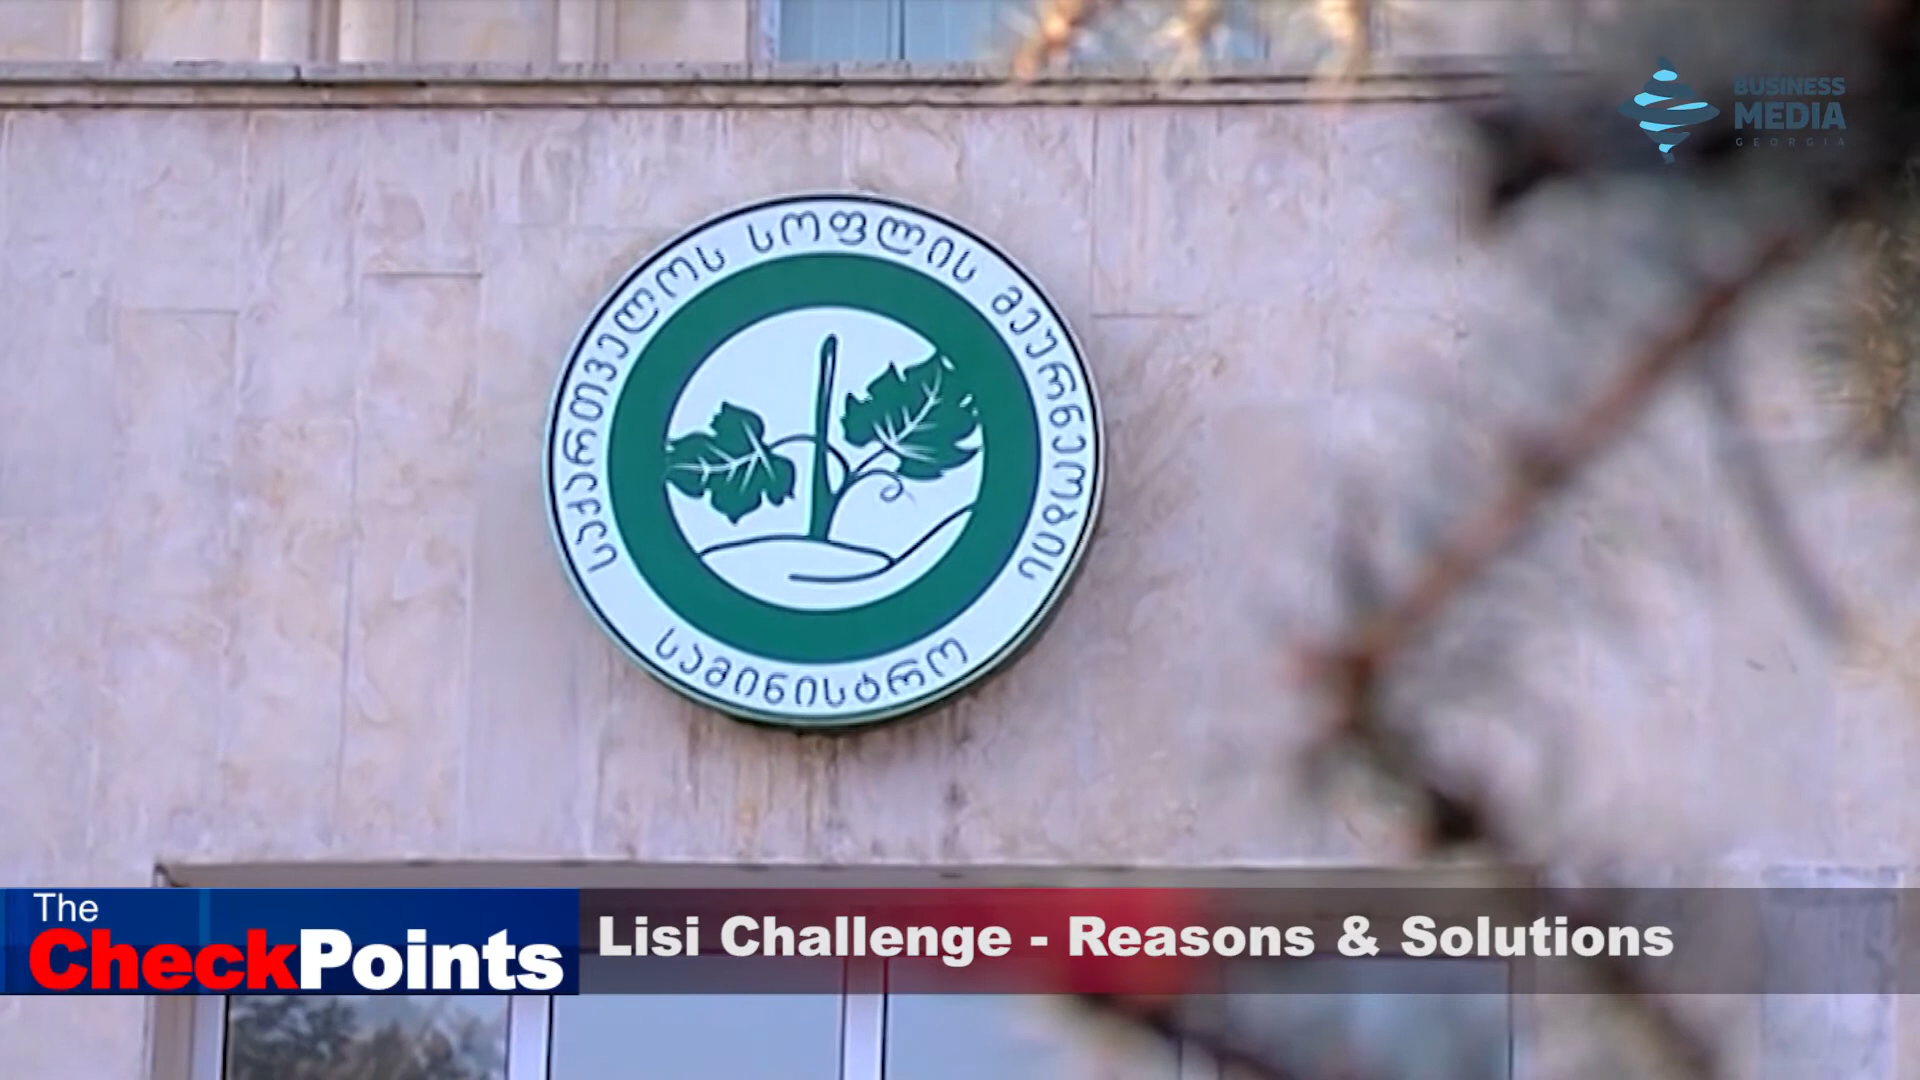 BUSINESS
MEDIA
GEORGIA
საქართველოს სოფლის მეურნეობის
სამინისტრო
The
CheckPoints
Lisi Challenge - Reasons & Solutions